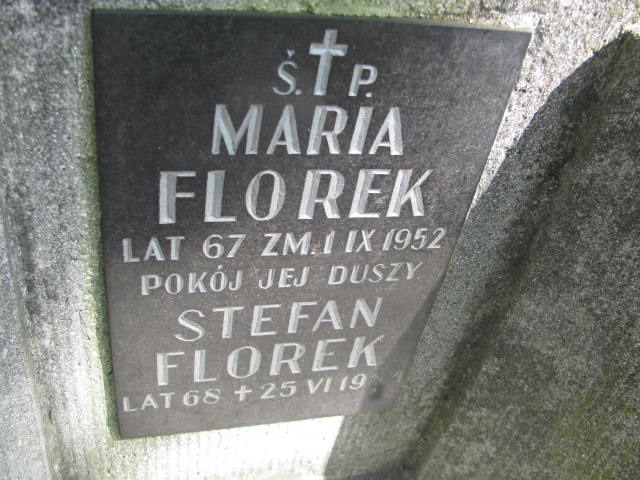 Ś. P.
MARIA
FLOREK
LAT 67 ZM. 1 IX 1952
POKÓJ JEJ DUSZY.
STEFAN
FLOREK
LAT 68 + 25 VI